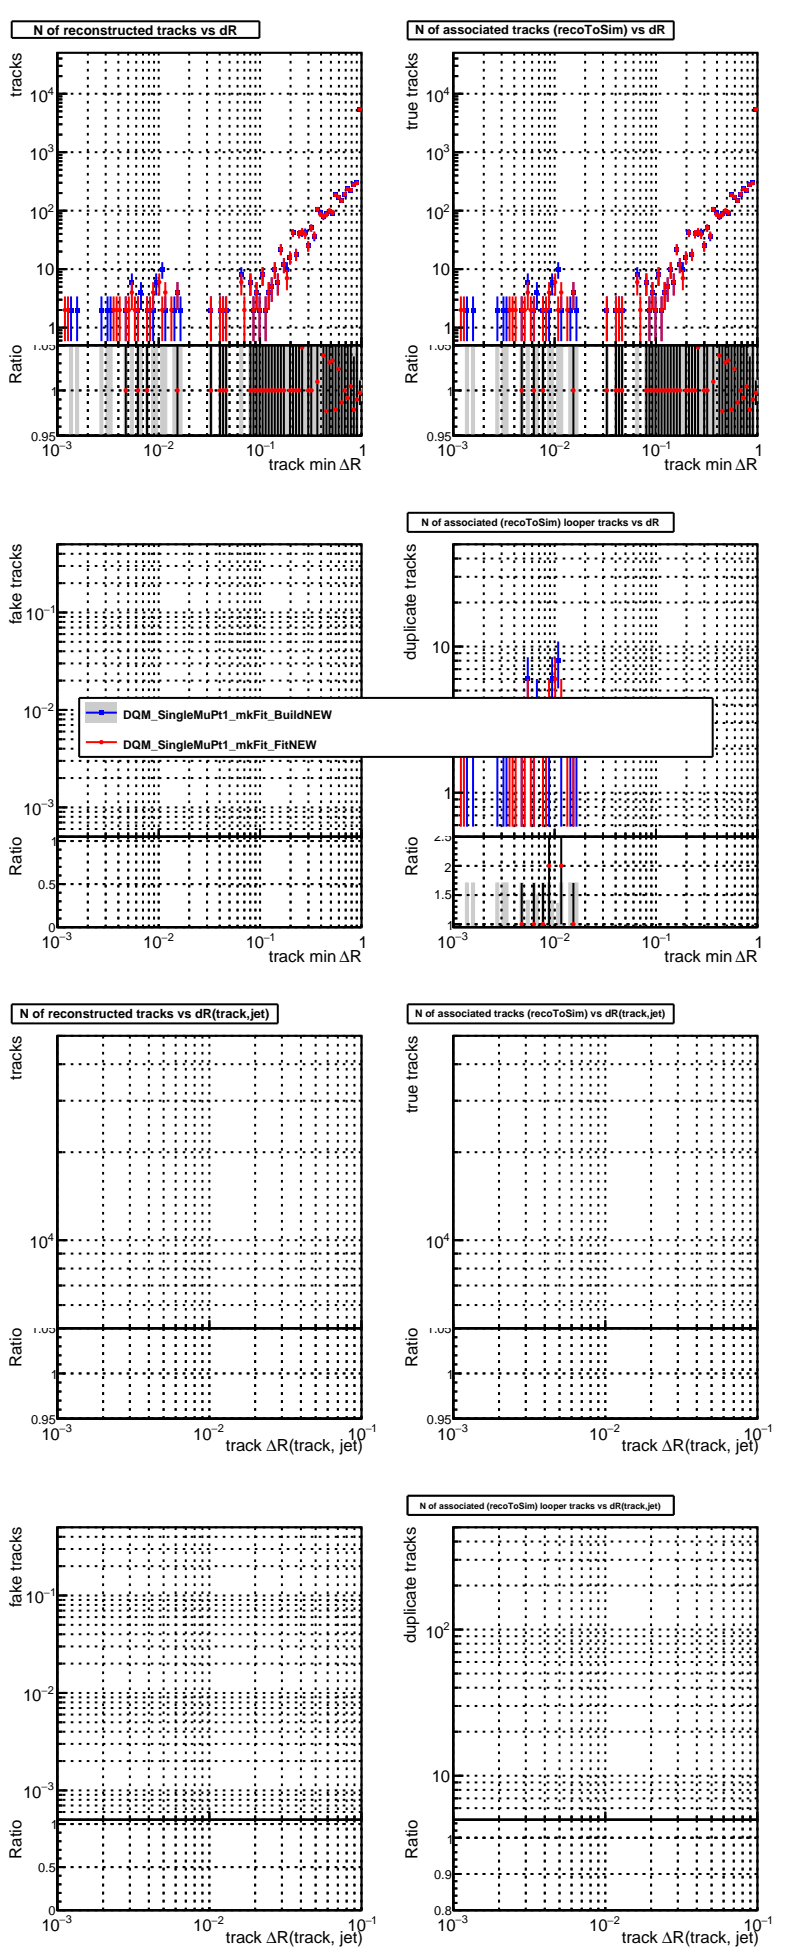 N of reconstructed tracks vs dR
N of associated tracks (recoToSim) vs dR
tracks
10⁴
10³
10²
10
1
true tracks
10⁴
10³
10²
10
1
Ratio
1.05
1
0.95
Ratio
1.05
1
0.95
10⁻³ 10⁻² 10⁻¹ 1
10⁻³ 10⁻² 10⁻¹ 1
track min ΔR
track min ΔR
N of associated (recoToSim) looper tracks vs dR
fake tracks
10⁻¹
10⁻²
10⁻³
duplicate tracks
10
1
DQM_SingleMuPt1_mkFit_BuildNEW
DQM_SingleMuPt1_mkFit_FitNEW
Ratio
1
0.5
0
Ratio
2.5
2
1.5
1
10⁻³ 10⁻² 10⁻¹ 1
10⁻³ 10⁻² 10⁻¹ 1
track min ΔR
track min ΔR
N of reconstructed tracks vs dR(track,jet)
N of associated tracks (recoToSim) vs dR(track,jet)
tracks
10⁴
true tracks
10⁴
Ratio
1.05
1
0.95
Ratio
1.05
1
0.95
10⁻³ 10⁻² 10⁻¹
10⁻³ 10⁻² 10⁻¹
track ΔR(track, jet)
track ΔR(track, jet)
N of associated (recoToSim) looper tracks vs dR(track,jet)
fake tracks
10⁻¹
10⁻²
10⁻³
duplicate tracks
10²
10
Ratio
1
0.5
0
Ratio
1
0.9
0.8
10⁻³ 10⁻² 10⁻¹
10⁻³ 10⁻² 10⁻¹
track ΔR(track, jet)
track ΔR(track, jet)